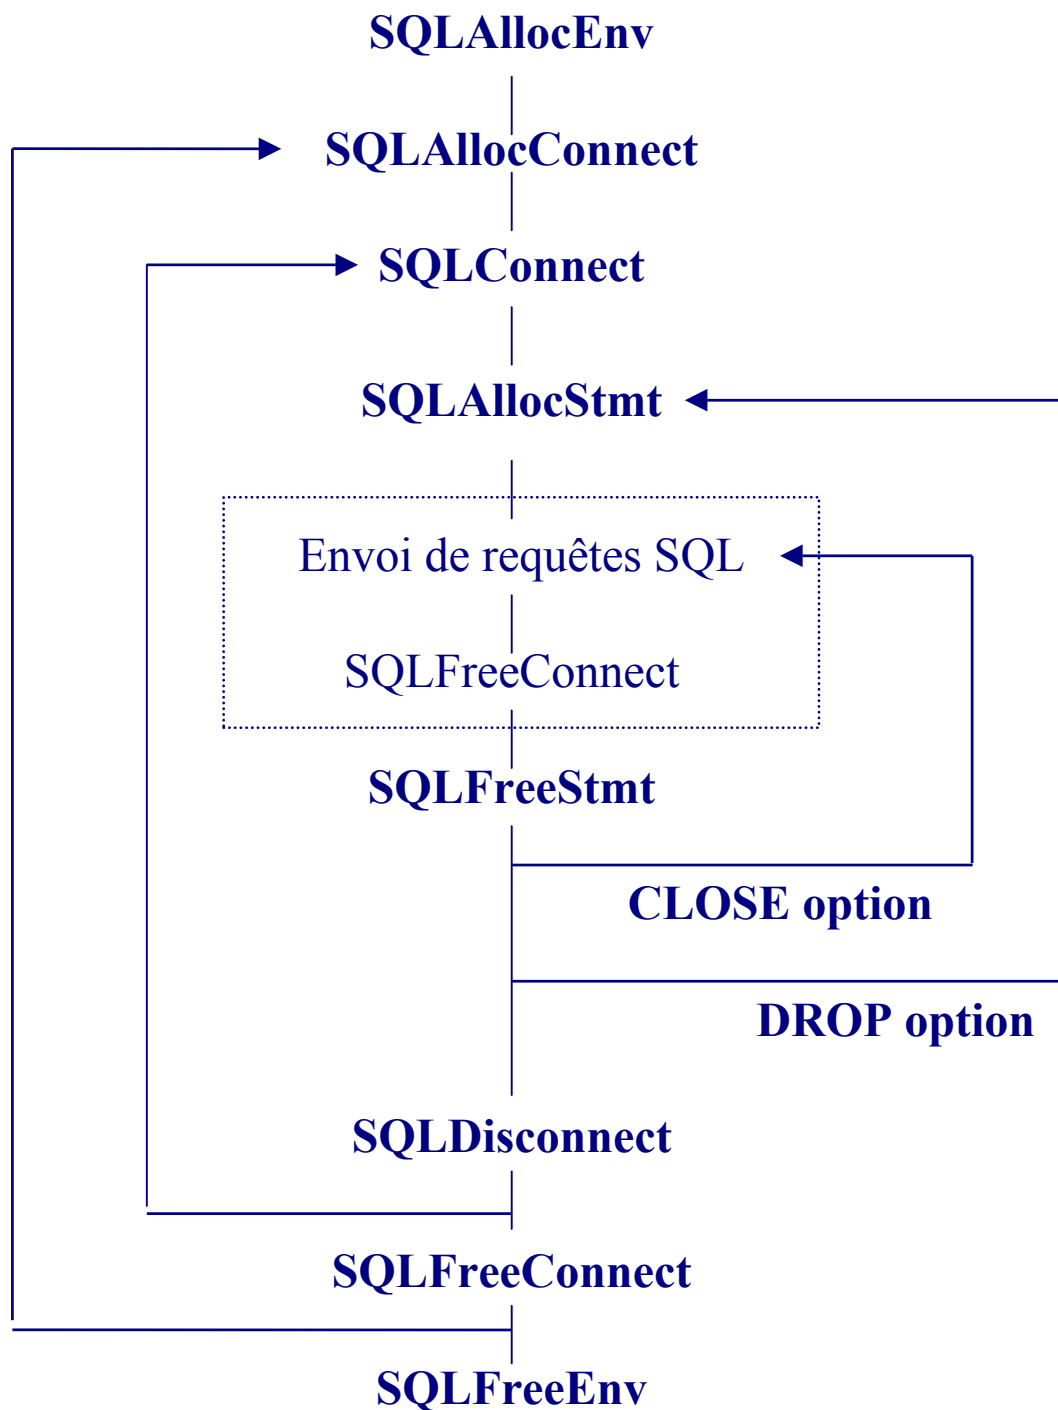 SQLAllocEnv
SQLAllocConnect
SQLConnect
SQLAllocStmt
Envoi de requêtes SQL
SQLFreeConnect
SQLFreeStmt
CLOSE option
DROP option
SQLDisconnect
SQLFreeConnect
SQLFreeEnv